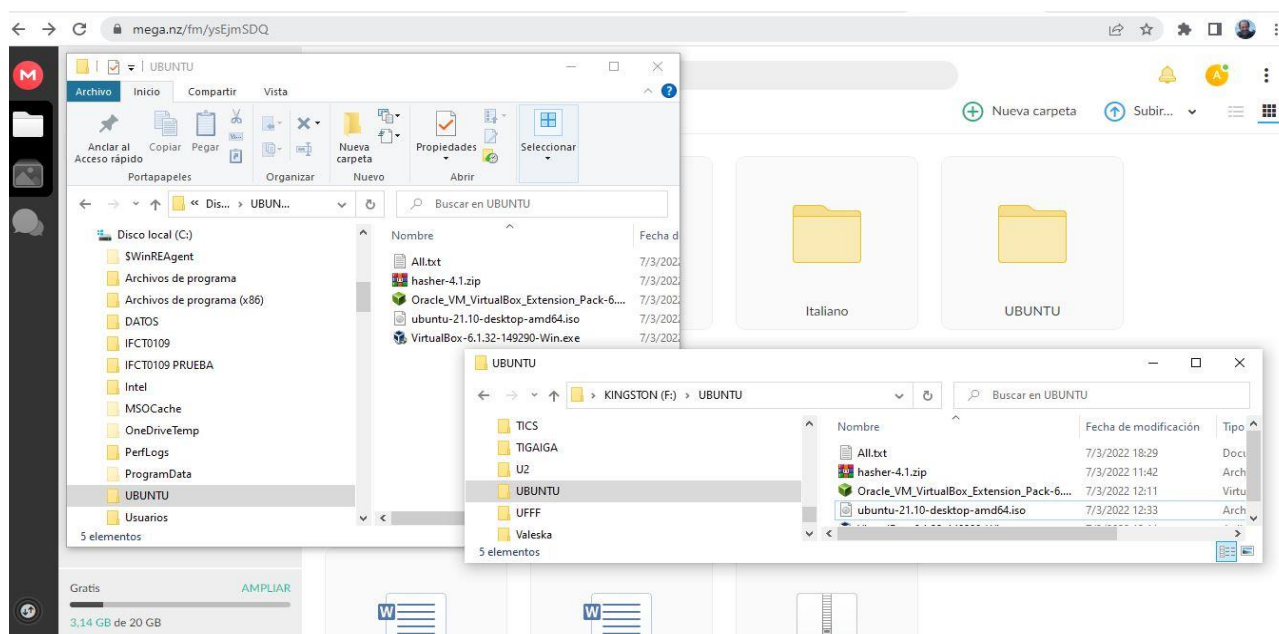 mega.nz/fm/ysEjmSDQ
M
UBUNTU
Archivo Inicio Compartir Vista
Anclar al Acceso rápido
Copiar
Pegar
Nueva carpeta
Propiedades
Seleccionar
Portapapeles Organizar Nuevo Abrir
Dis... > UBUN...
Buscar en UBUNTU
Disco local (C:)
$WinREAgent
Archivos de programa
Archivos de programa (x86)
DATOS
IFCT0109
IFCT0109 PRUEBA
Intel
MSOCache
OneDriveTemp
PerfLogs
ProgramData
UBUNTU
Usuarios
5 elementos
Nombre Fecha d
All.txt 7/3/2022
hasher-4.1.zip 7/3/2022
Oracle_VM_VirtualBox_Extension_Pack-6.... 7/3/2022
ubuntu-21.10-desktop-amd64.iso 7/3/2022
VirtualBox-6.1.32-149290-Win.exe 7/3/2022
A
Nueva carpeta
Subir...
Italiano
UBUNTU
UBUNTU
> KINGSTON (F:) > UBUNTU
Buscar en UBUNTU
TICS
TIGAIGA
U2
UBUNTU
UFFF
Valeska
5 elementos
Nombre Fecha de modificación Tipo
All.txt 7/3/2022 18:29 Docu
hasher-4.1.zip 7/3/2022 11:42 Arch
Oracle_VM_VirtualBox_Extension_Pack-6.... 7/3/2022 12:11 Virtu
ubuntu-21.10-desktop-amd64.iso 7/3/2022 12:33 Arch
Gratis AMPLIAR
3,14 GB de 20 GB
W
W